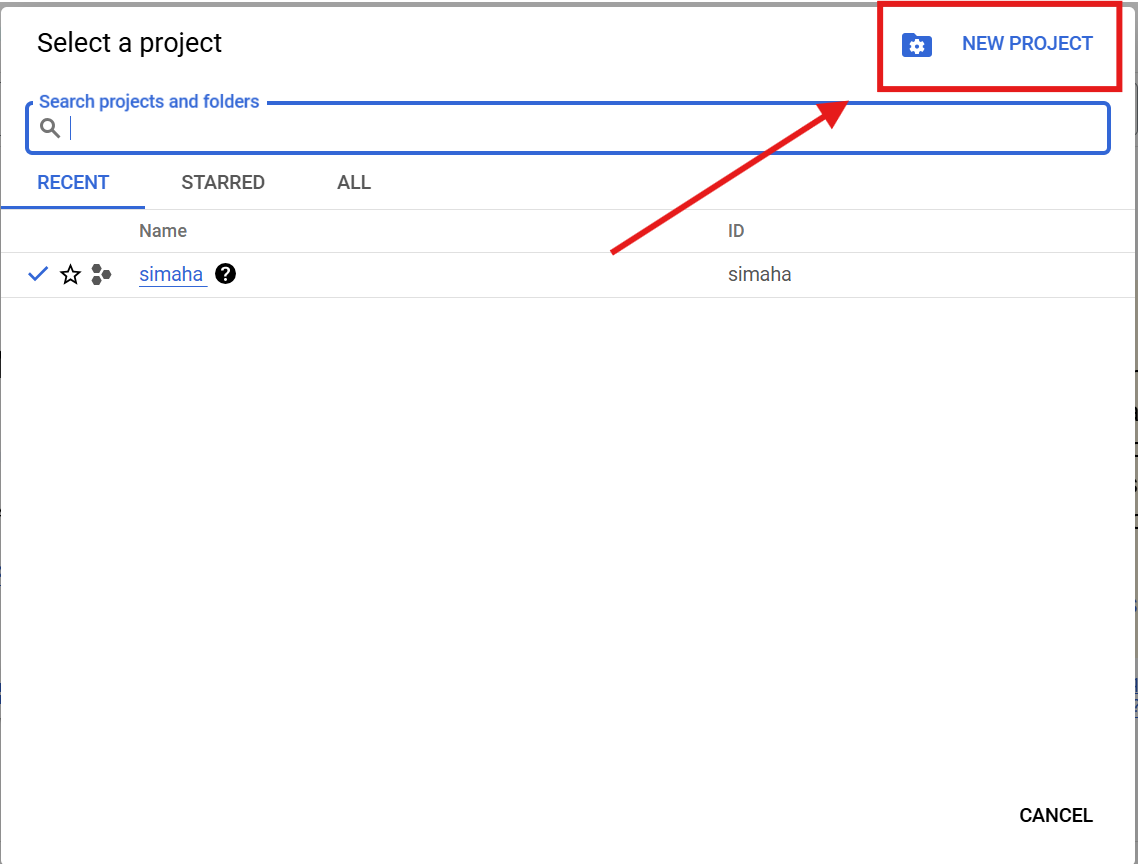 Select a project
NEW PROJECT
Search projects and folders
RECENT STARRED ALL
Name ID
simaha simaha
CANCEL